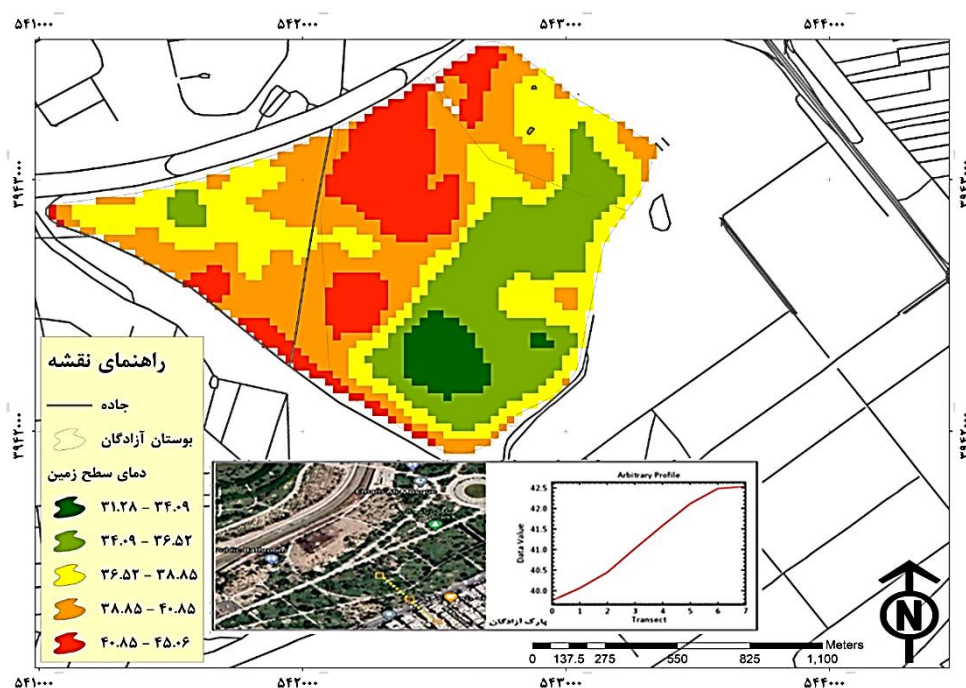 ۵۴۱۰۰۰ ۵۴۲۰۰۰ ۵۴۳۰۰۰ ۵۴۴۰۰۰
۳۹۴۳۰۰۰ ۳۹۴۳۰۰۰
راهنمای نقشه
جاده
بوستان آزادگان
دمای سطح زمین
۳۱.۲۸ - ۳۴.۰۹
۳۴.۰۹ - ۳۶.۵۲
۳۶.۵۲ - ۳۸.۸۵
۳۸.۸۵ - ۴۰.۸۵
۴۰.۸۵ - ۴۵.۰۶
۳۹۴۲۰۰۰ ۳۹۴۲۰۰۰
Arbitrary Profile
Data Value
42.5
42.0
41.5
41.0
40.5
40.0
0 1 2 3 4 5 6 7
Transect
پارک آزادگان
N
Meters
0 137.5 275 550 825 1,100
۵۴۱۰۰۰ ۵۴۲۰۰۰ ۵۴۳۰۰۰ ۵۴۴۰۰۰